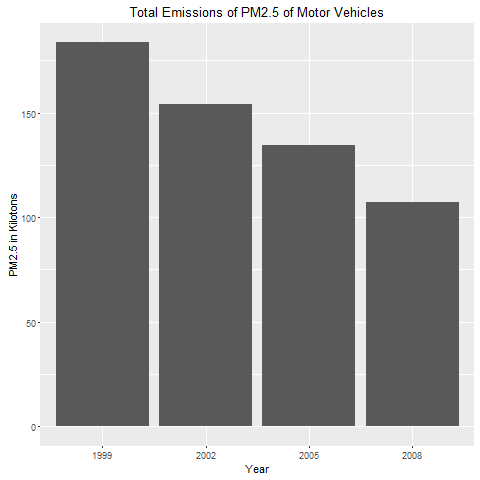 Total Emissions of PM2.5 of Motor Vehicles
PM2.5 in Kilotons
150
100
50
0
1999 2002 2005 2008
Year